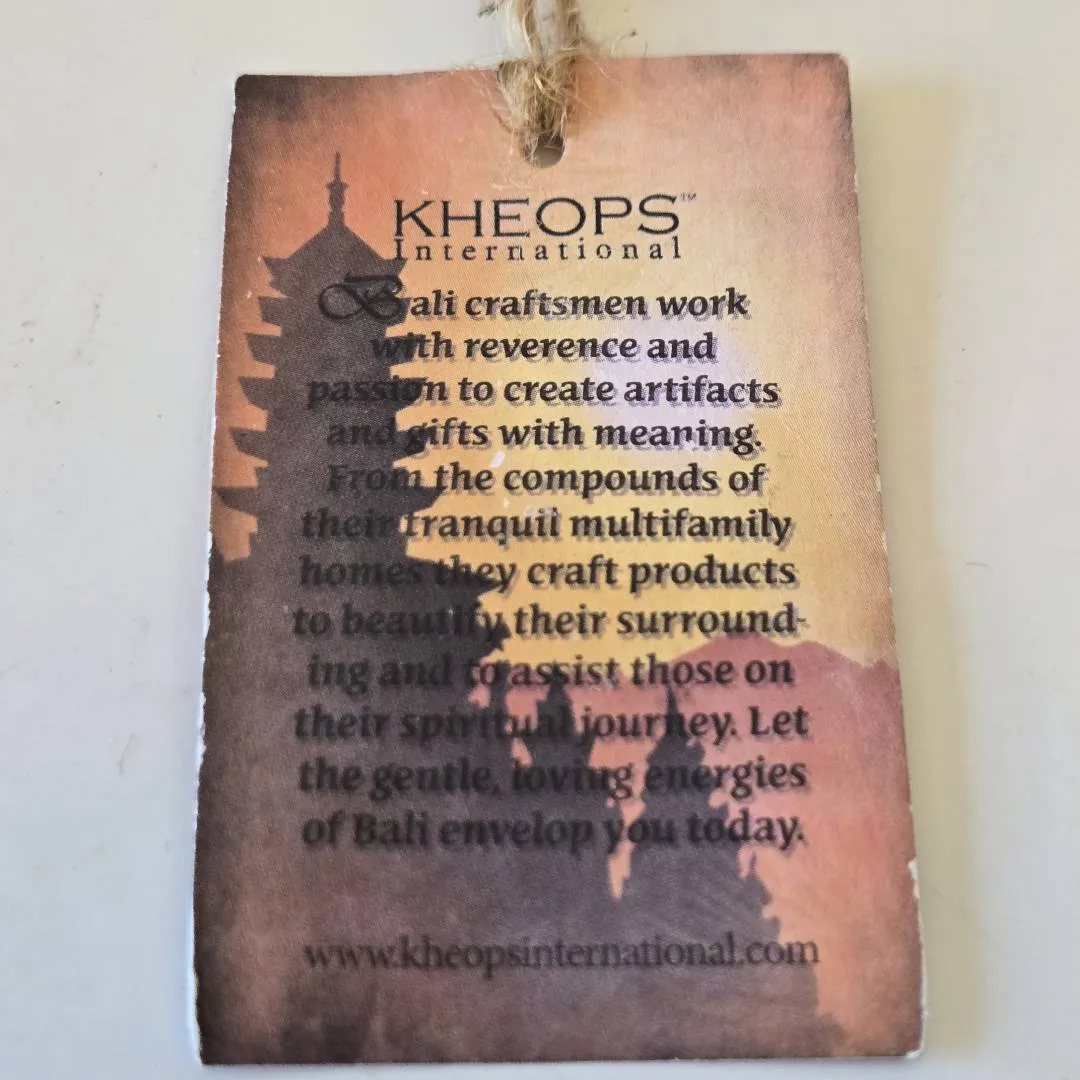 KHEOPS™
International
Bali craftsmen work
with reverence and
passion to create artifacts
and gifts with meaning.
From the compounds of
their tranquil multifamily
homes they craft products
to beautify their surround-
ing and to assist those on
their spiritual journey. Let
the gentle, loving energies
of Bali envelop you today.
www.kheopsinternational.com